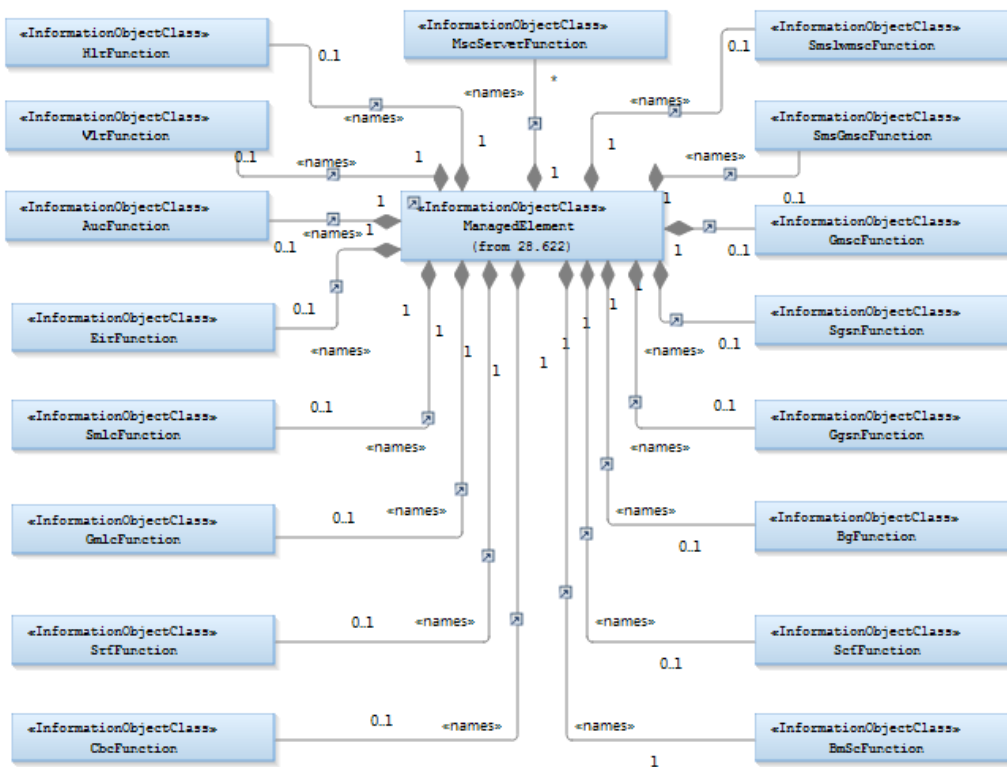 «InformationObjectClass»
HlrFunction
«InformationObjectClass»
MscServerFunction
«InformationObjectClass»
SmsIwmscFunction
0..1
0..1
*
«names»
«names»
«names»
«InformationObjectClass»
VlrFunction
«InformationObjectClass»
SmsGmscFunction
1
1
0..1
«names»
1
1
«names»
«InformationObjectClass»
AucFunction
1
«InformationObjectClass»
ManagedElement
(from 28.622)
1
0..1
«InformationObjectClass»
GmscFunction
«names»
1
0..1
1
1
0..1
«InformationObjectClass»
EirFunction
0..1
«names»
1
1
1
1
1
1
1
1
1
«names»
0..1
«InformationObjectClass»
SgsnFunction
«InformationObjectClass»
SmlcFunction
0..1
«names»
«names»
0..1
«InformationObjectClass»
GgsnFunction
«InformationObjectClass»
GmlcFunction
0..1
«names»
«names»
0..1
«InformationObjectClass»
BgFunction
«InformationObjectClass»
SrfFunction
0..1
«names»
«names»
0..1
«InformationObjectClass»
ScfFunction
«InformationObjectClass»
CbcFunction
0..1
«names»
«names»
1
«InformationObjectClass»
BmScFunction